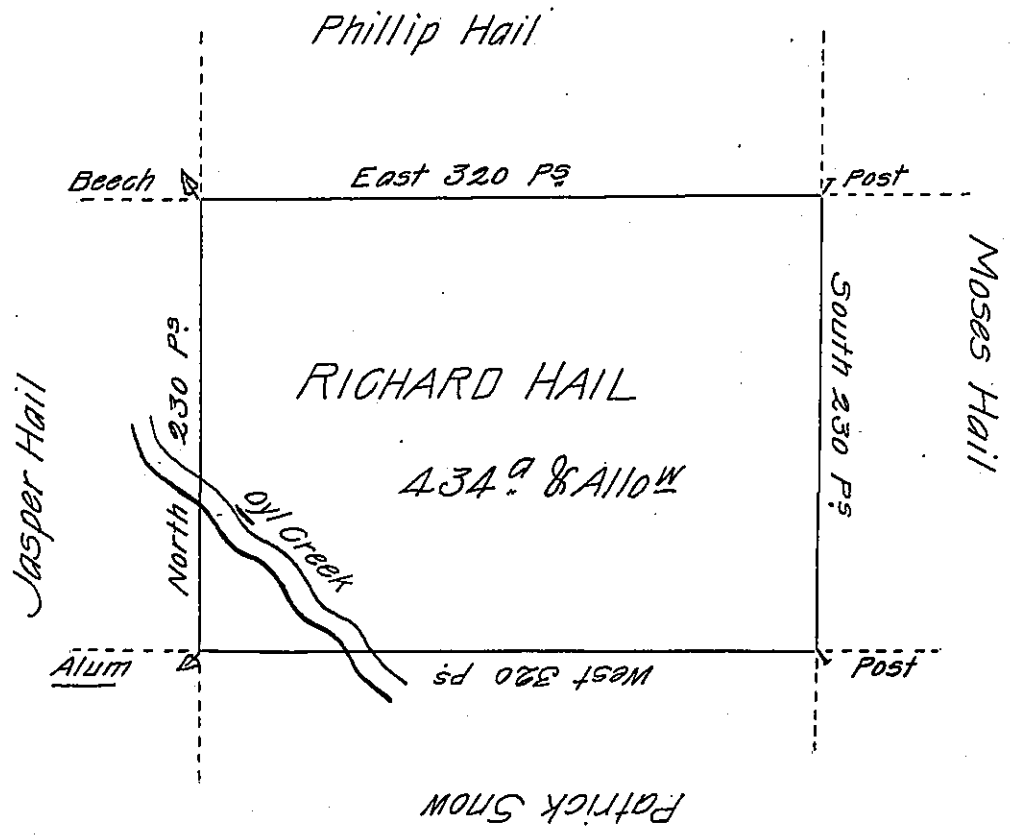 Phillip Hail
Beech
East 320 Ps
Post
Moses Hail
South 230 Ps
North 230 Ps.
Jasper Hail
RICHARD HAIL
434 a. & Allow
Oyl Creek
Alum
West 320 ps
Post
Patrick Snow